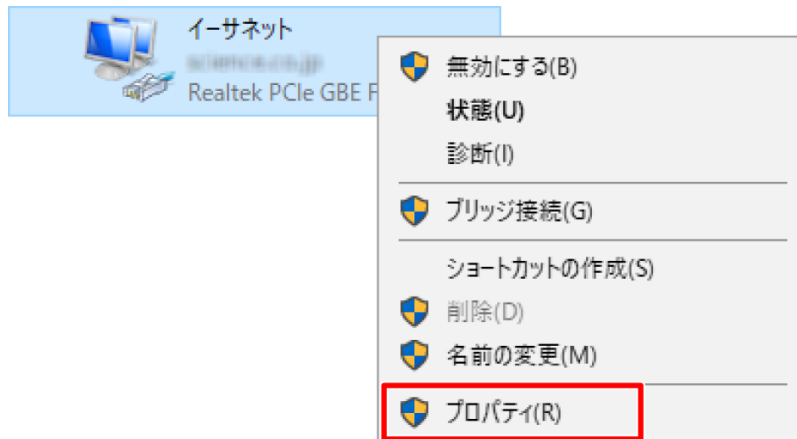 イーサネット
Realtek PCIe GBE F
無効にする(B)
状態(U)
診断(I)
ブリッジ接続(G)
ショートカットの作成(S)
削除(D)
名前の変更(M)
プロパティ(R)